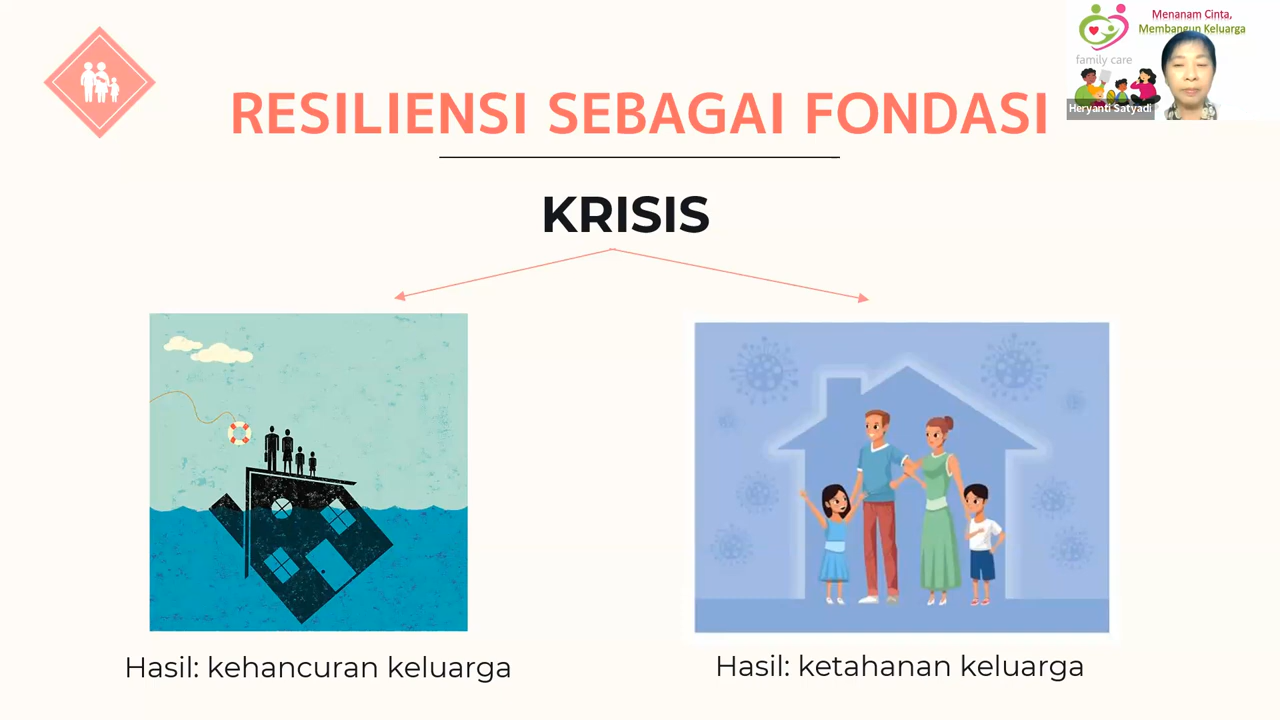 Menanam Cinta,
Membangun Keluarga
family care
Heryanti Satyadi
RESILIENSI SEBAGAI FONDASI
KRISIS
Hasil: kehancuran keluarga
Hasil: ketahanan keluarga